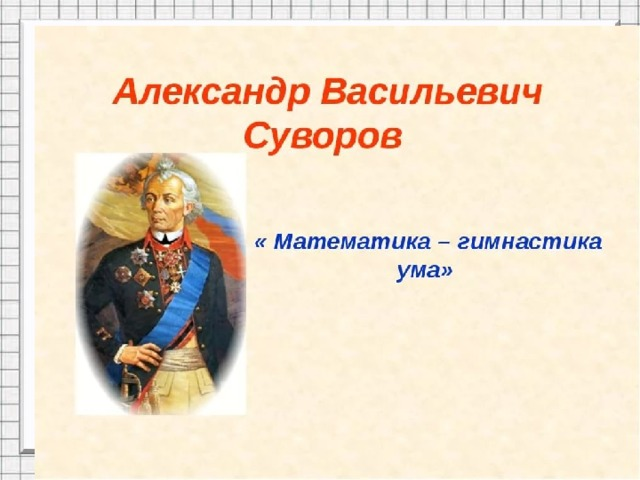 Александр Васильевич
Суворов
« Математика – гимнастика
ума»